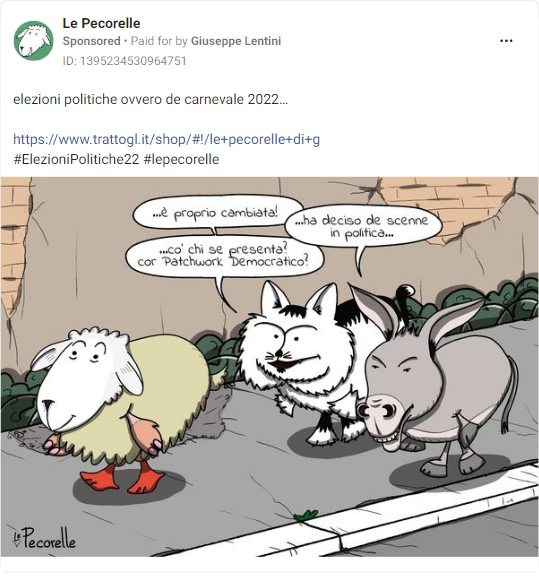 Le Pecorelle
Sponsored • Paid for by Giuseppe Lentini
ID: 1395234530964751
elezioni politiche ovvero de carnevale 2022...
https://www.trattogl.it/shop/#!/le+pecorelle+di+g
#ElezioniPolitiche22 #lepecorelle
...è proprio cambiata!
...ha deciso de scenne
in politica...
...co' chi se presenta?
cor Patchwork Democratico?
Le Pecorelle